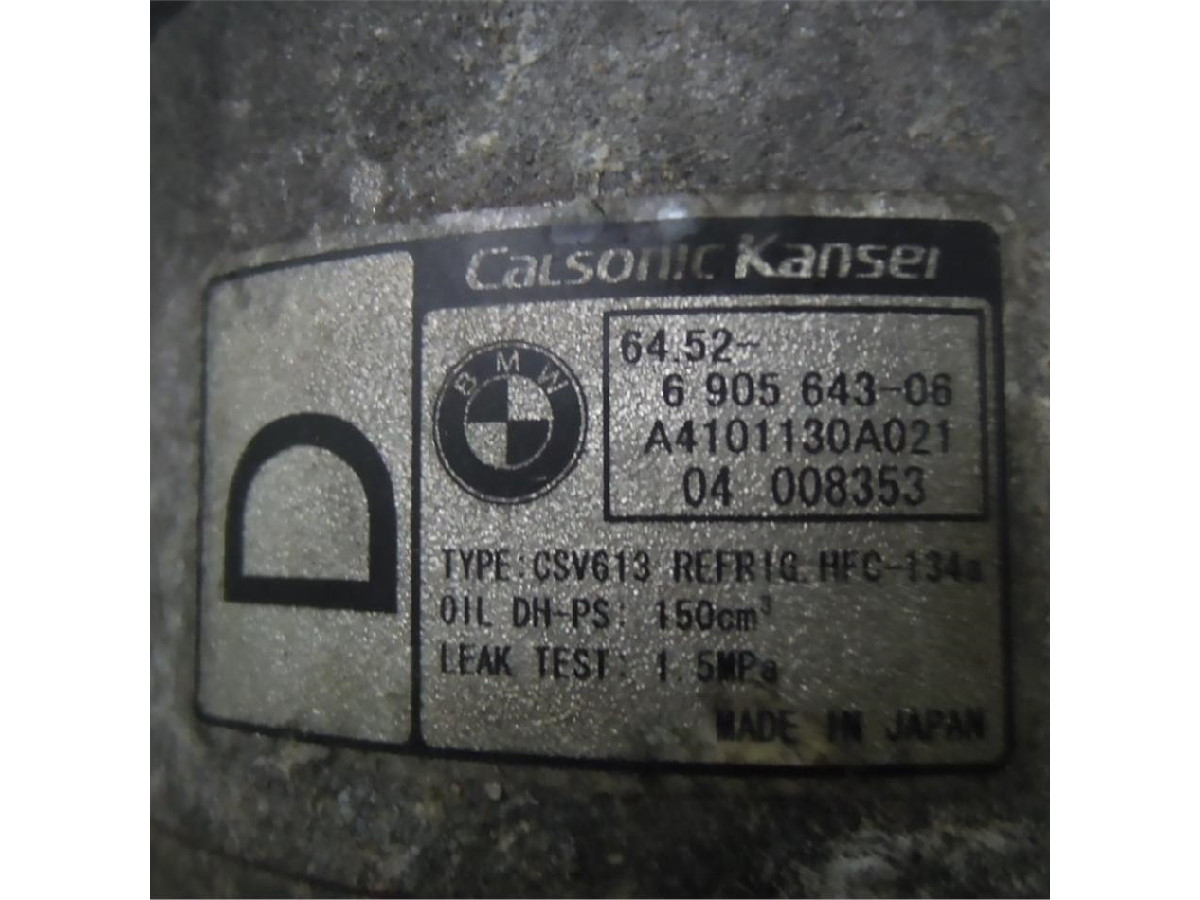 Calsonic Kansei
D
BMW
64.52-
6 905 643-06
A4101130A021
04 008353
TYPE:CSV613 REFRIG.HFC-134a
OIL DH-PS: 150cm³
LEAK TEST: 1.5MPa
MADE IN JAPAN